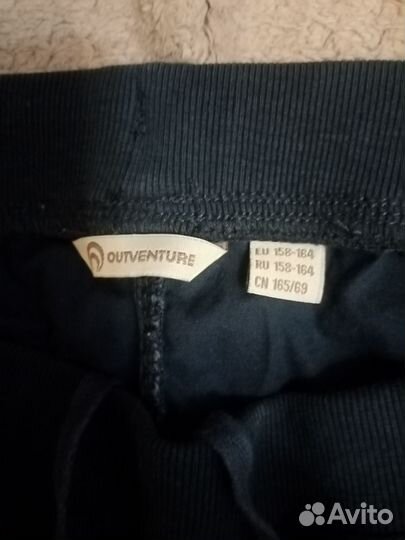 OUTVENTURE
EU 158-164
RU 158-164
CN 165/69
Avito